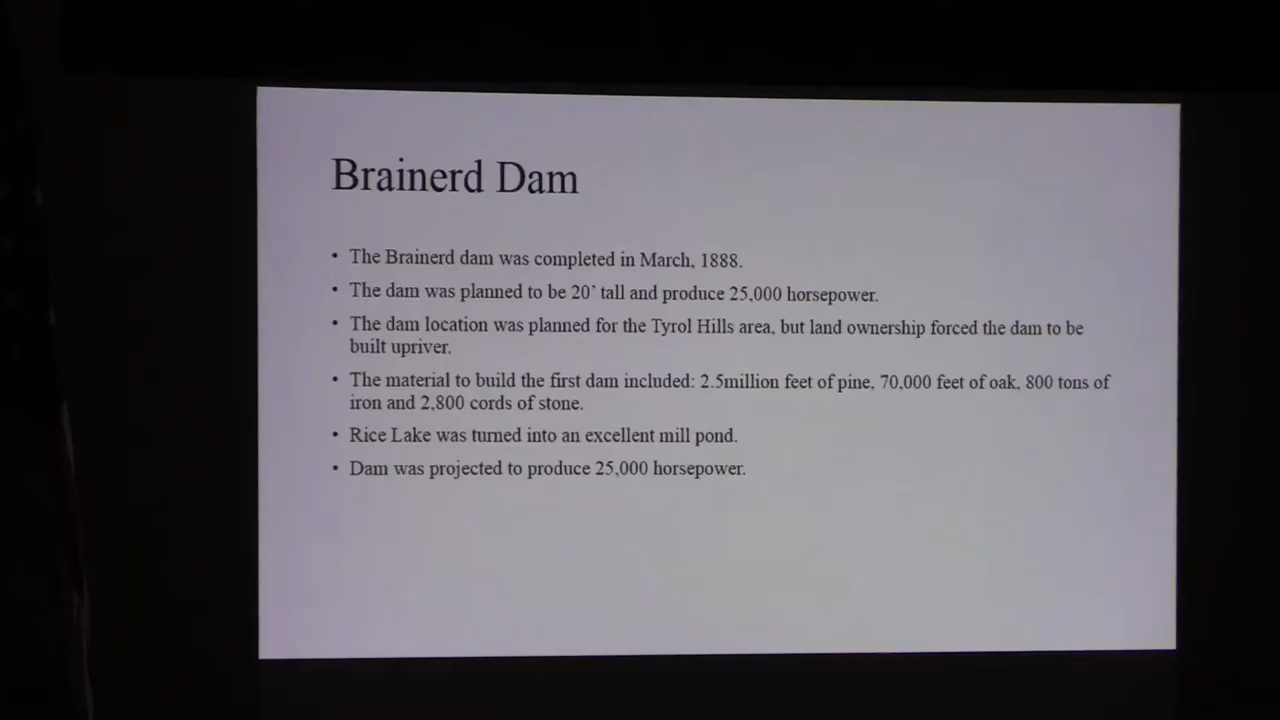 Brainerd Dam
• The Brainerd dam was completed in March, 1888.
• The dam was planned to be 20' tall and produce 25,000 horsepower.
• The dam location was planned for the Tyrol Hills area, but land ownership forced the dam to be
built upriver.
• The material to build the first dam included: 2.5million feet of pine, 70,000 feet of oak, 800 tons of
iron and 2,800 cords of stone.
• Rice Lake was turned into an excellent mill pond.
• Dam was projected to produce 25,000 horsepower.